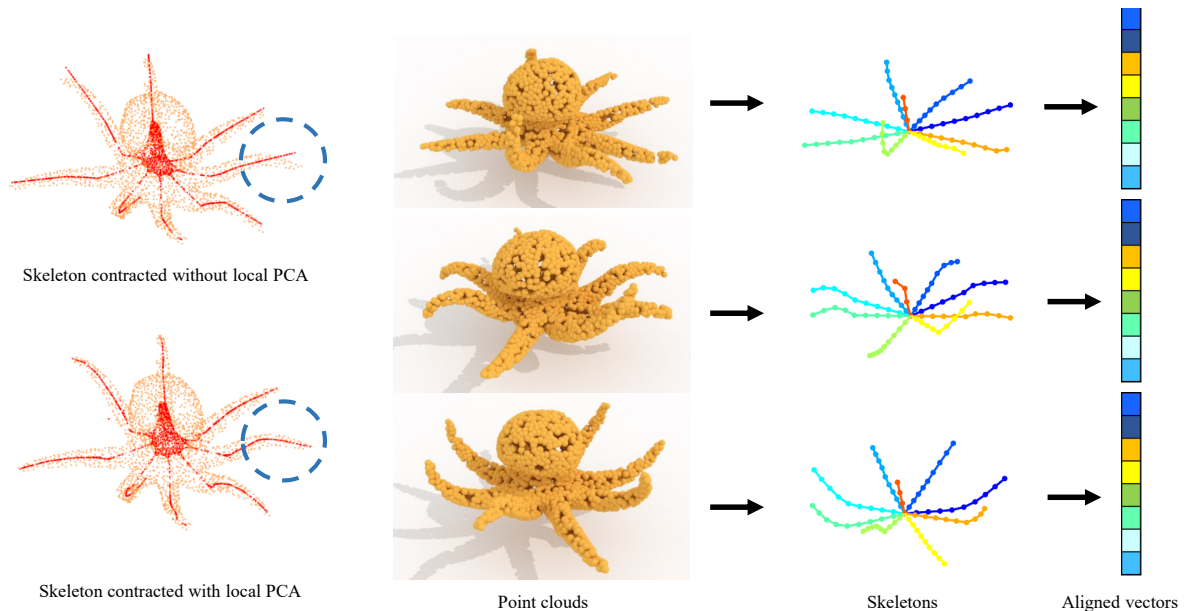 Skeleton contracted without local PCA
Skeleton contracted with local PCA
Point clouds
Skeletons
Aligned vectors